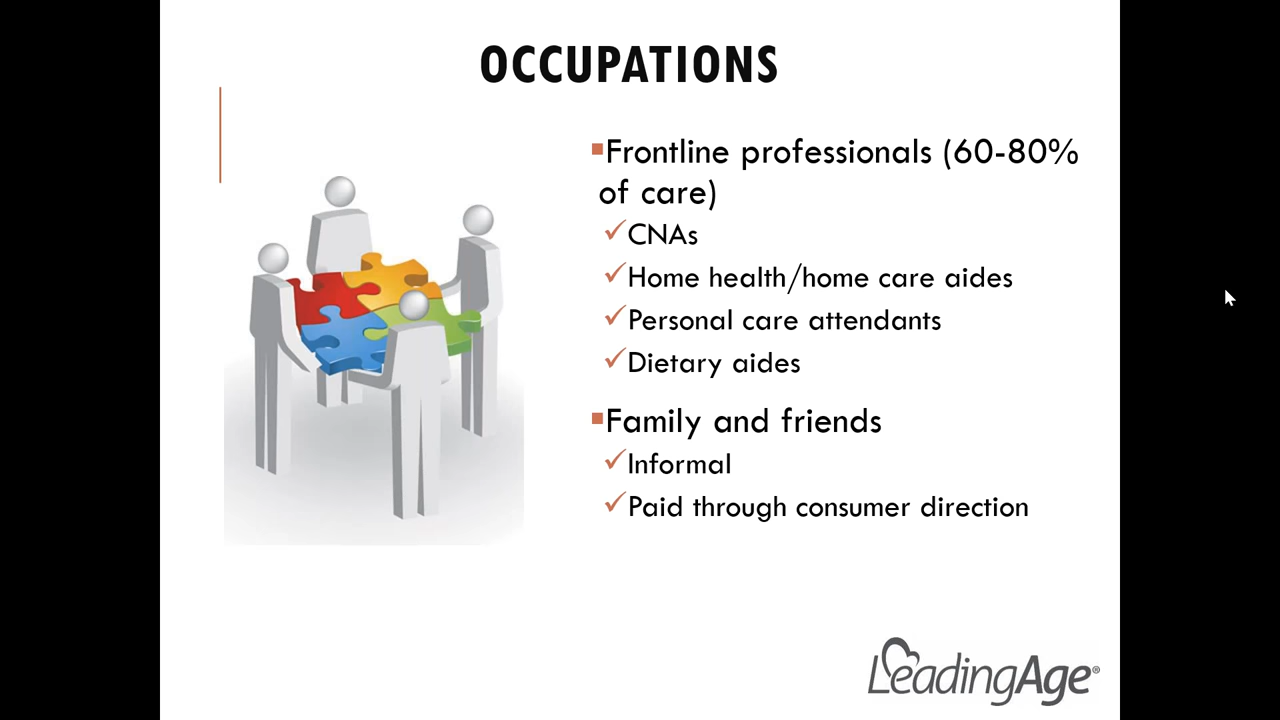 OCCUPATIONS
Frontline professionals (60-80%
of care)
CNAs
Home health/home care aides
Personal care attendants
Dietary aides
Family and friends
Informal
Paid through consumer direction
LeadingAge®